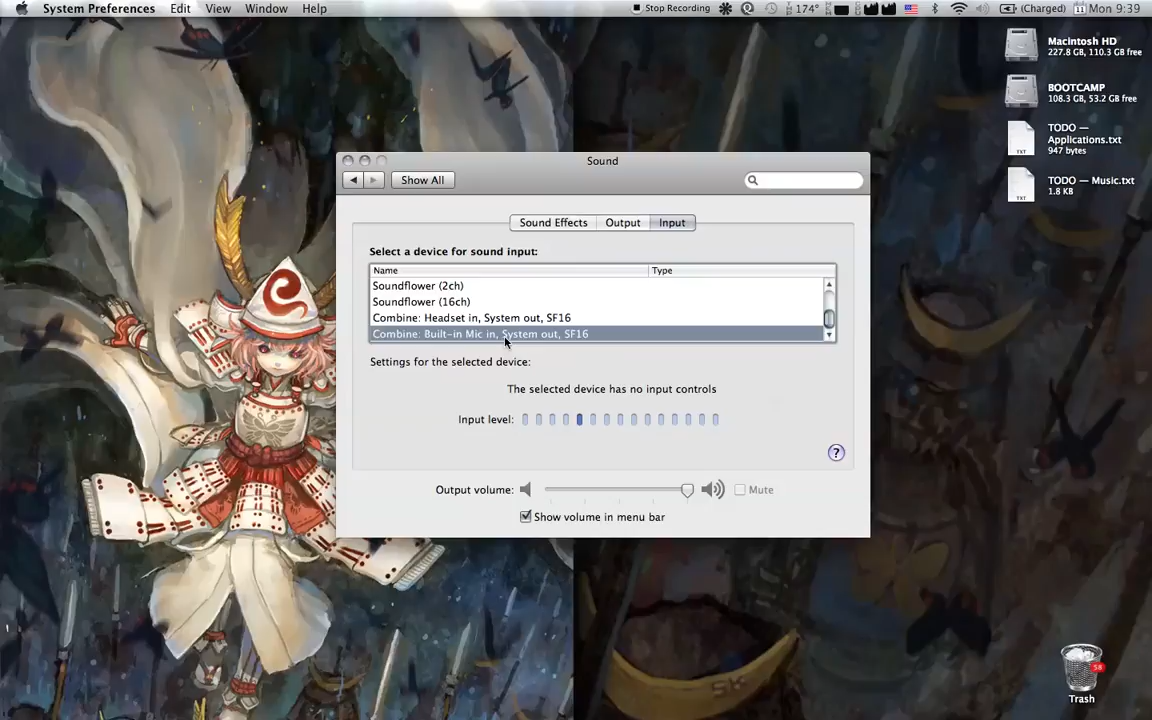 System Preferences Edit View Window Help Stop Recording 174° (Charged) Mon 9:39
Macintosh HD
227.8 GB, 110.3 GB free
BOOTCAMP
108.3 GB, 53.2 GB free
TODO —
Applications.txt
947 bytes
TXT
TODO — Music.txt
1.8 KB
TXT
Sound
Show All
Sound Effects Output Input
Select a device for sound input:
Name Type
Soundflower (2ch)
Soundflower (16ch)
Combine: Headset in, System out, SF16
Combine: Built-in Mic in, System out, SF16
Settings for the selected device:
The selected device has no input controls
Input level:
?
Output volume: Mute
Show volume in menu bar
58
Trash